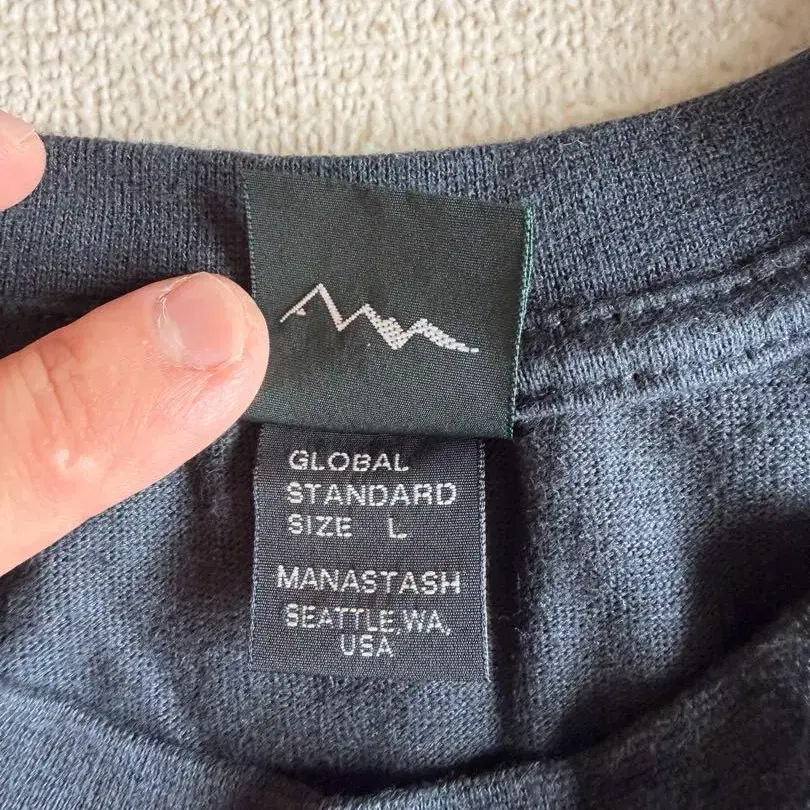 GLOBAL
STANDARD
SIZE L
MANASTASH
SEATTLE,WA,
USA